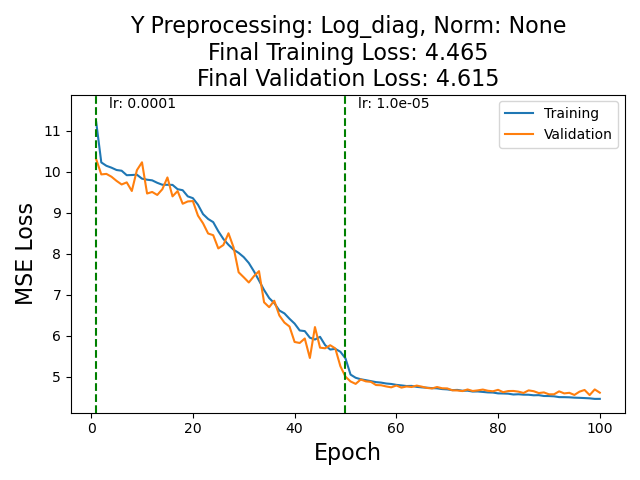 Y Preprocessing: Log_diag, Norm: None
Final Training Loss: 4.465
Final Validation Loss: 4.615
lr: 0.0001
lr: 1.0e-05
Training
Validation
MSE Loss
11
10
9
8
7
6
5
0
20
40
60
80
100
Epoch